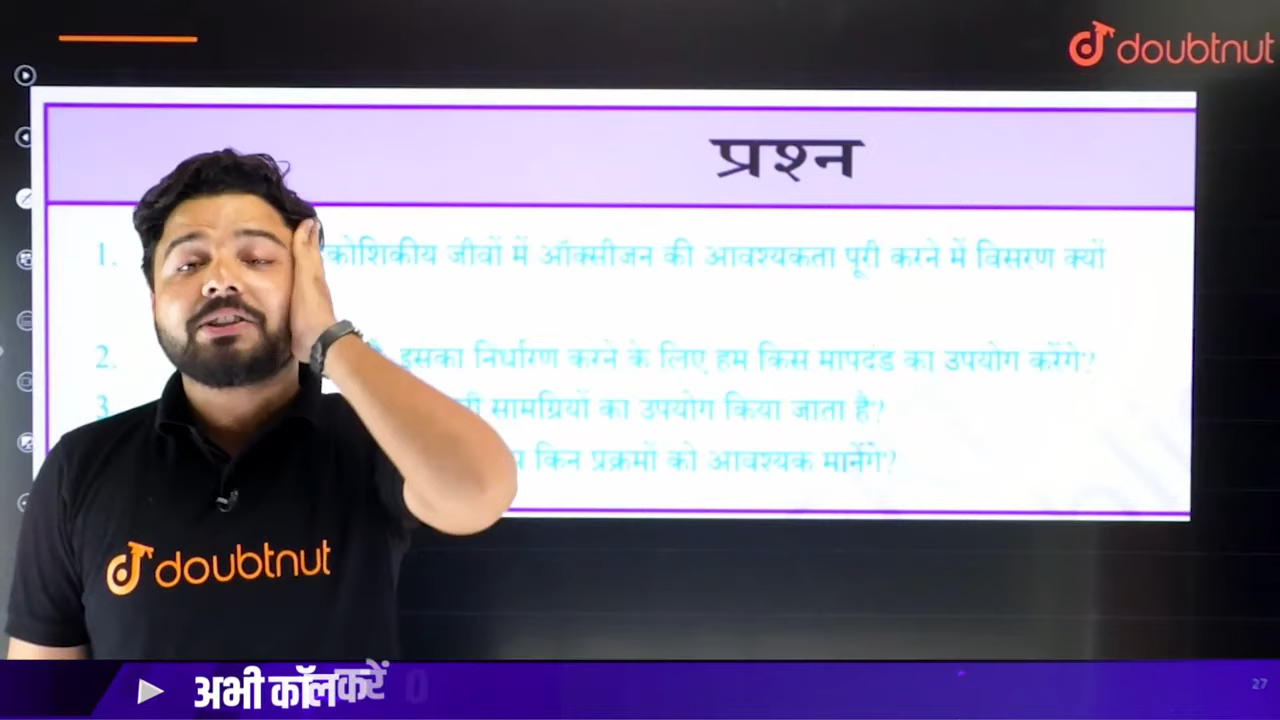 doubtnut
प्रश्न
1. कोशिकीय जीवों में ऑक्सीजन की आवश्यकता पूरी करने में विसरण क्यों
2. इसका निर्धारण करने के लिए हम किस मापदंड का उपयोग करेंगे?
3. सामग्रियों का उपयोग किया जाता है?
किन प्रक्रमों को आवश्यक मानेंगे?
doubtnut
अभी कॉल करें 0
27